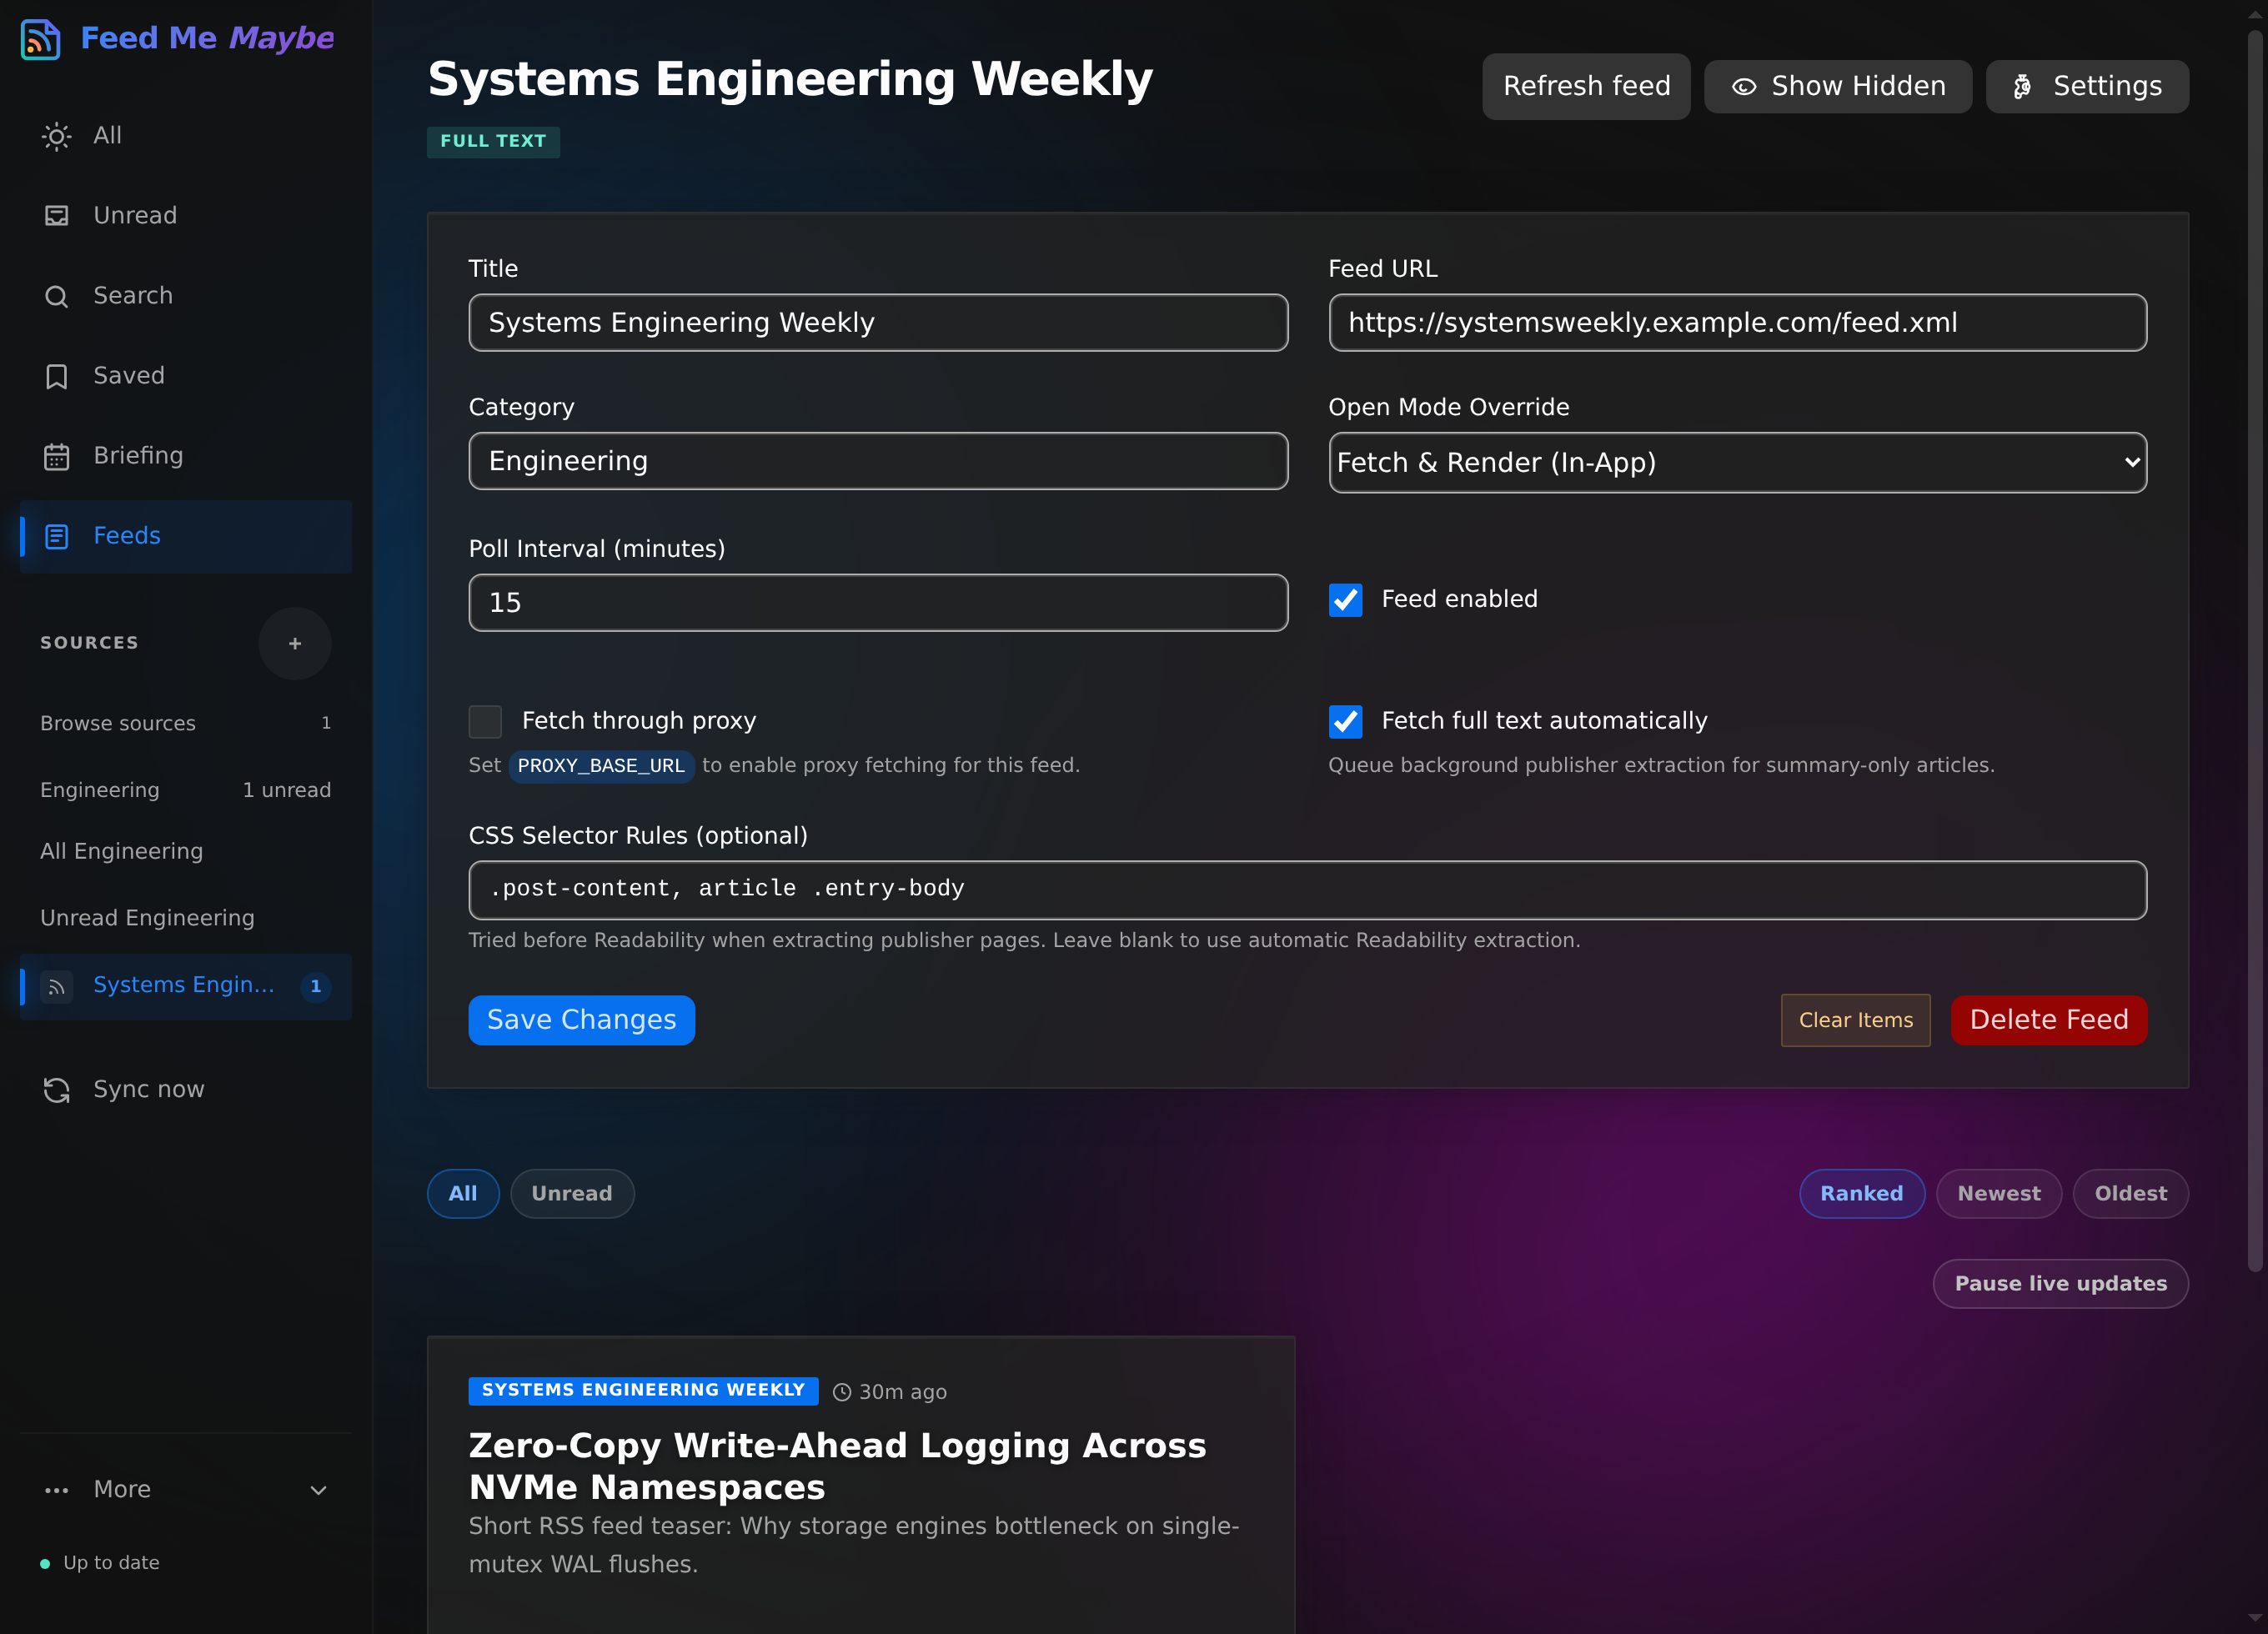 Feed Me Maybe
All
Unread
Search
Saved
Briefing
Feeds
SOURCES
+
Browse sources 1
Engineering 1 unread
All Engineering
Unread Engineering
Systems Engin... 1
Sync now
More
Up to date
Systems Engineering Weekly
FULL TEXT
Refresh feed
Show Hidden
Settings
Title
Systems Engineering Weekly
Feed URL
https://systemsweekly.example.com/feed.xml
Category
Engineering
Open Mode Override
Fetch & Render (In-App)
Poll Interval (minutes)
15
Feed enabled
Fetch through proxy
Set PROXY_BASE_URL to enable proxy fetching for this feed.
Fetch full text automatically
Queue background publisher extraction for summary-only articles.
CSS Selector Rules (optional)
.post-content, article .entry-body
Tried before Readability when extracting publisher pages. Leave blank to use automatic Readability extraction.
Save Changes
Clear Items
Delete Feed
All
Unread
Ranked
Newest
Oldest
Pause live updates
SYSTEMS ENGINEERING WEEKLY 30m ago
Zero-Copy Write-Ahead Logging Across
NVMe Namespaces
Short RSS feed teaser: Why storage engines bottleneck on single-
mutex WAL flushes.